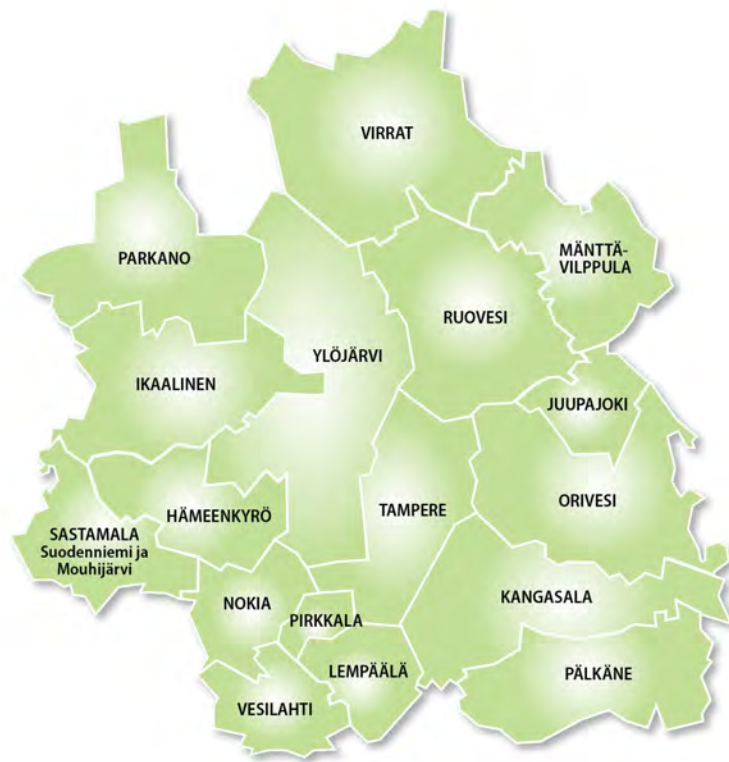 VIRRAT
PARKANO
MÄNTTÄ-
VILPPULA
RUOVESI
YLÖJÄRVI
IKAALINEN
JUUPAJOKI
ORIVESI
HÄMEENKYRÖ
TAMPERE
SASTAMALA
Suodenniemi ja
Mouhijärvi
KANGASALA
NOKIA
PIRKKALA
LEMPÄÄLÄ
PÄLKÄNE
VESILAHTI